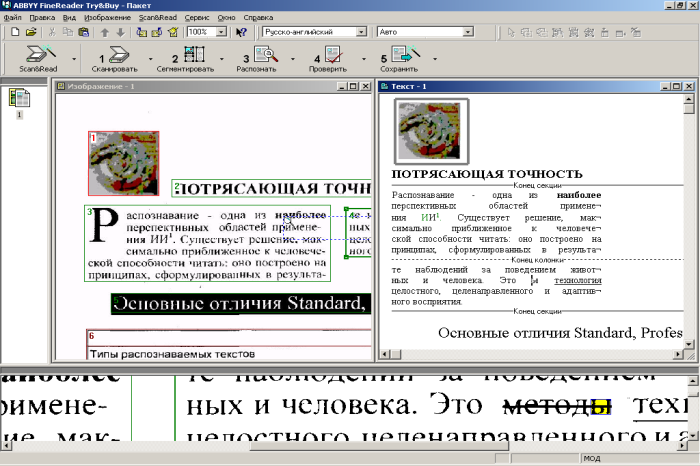 ABBYY FineReader Try&Buy - Пакет
Файл Правка Вид Изображение Scan&Read Сервис Окно Справка
100% Русско-английский Авто
1 2 3 4 5
Scan&Read Сканировать Сегментировать Распознать Проверить Сохранить
1
Изображение - 1
1
2 ПОТРЯСАЮЩАЯ ТОЧН
3 Распознавание - одна из наиболее
перспективных областей примене-
ния ИИ¹. Существует решение, мак-
симально приближенное к человече-
ской способности читать: оно построено на
принципах, сформулированных в результа-
5 Основные отличия Standard,
6
Типы распознаваемых текстов
Текст - 1
ПОТРЯСАЮЩАЯ ТОЧНОСТЬ
Конец секции
Распознавание - одна из наиболее
перспективных областей примене¬
ния ИИ¹. Существует решение, мак¬
симально приближенное к человече¬
ской способности читать: оно построено на
принципах, сформулированных в результа¬
Конец колонки
те наблюдений за поведением живот¬
ных и человека. Это и технология
целостного, целенаправленного и адаптив¬
ного восприятия.
Конец секции
Основные отличия Standard, Profes
наиболее те наблюдений за поведением
римене- ных и человека. Это методы техн
ие, мак- целостного целенаправленного и а
МОД